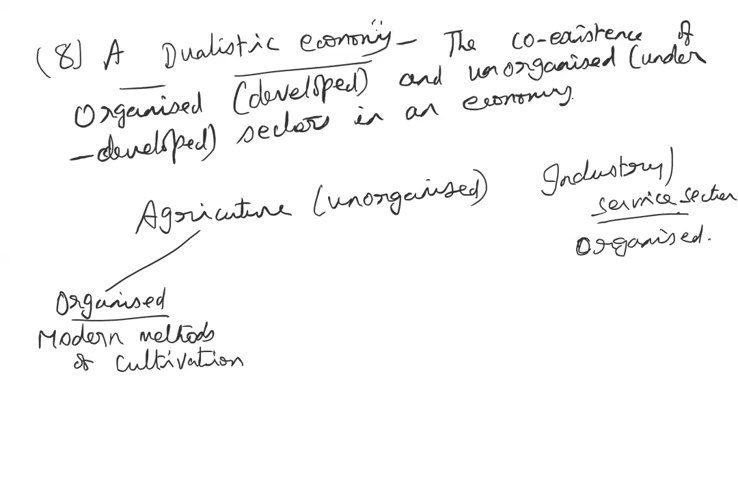 (8) A Dualistic economy - The co-existence of
Organised (developed) and unorganised (under
-developed) sectors in an economy.
Agriculture (unorganised) Industry/
service sector
Organised.
Organised
Modern methods
of cultivation